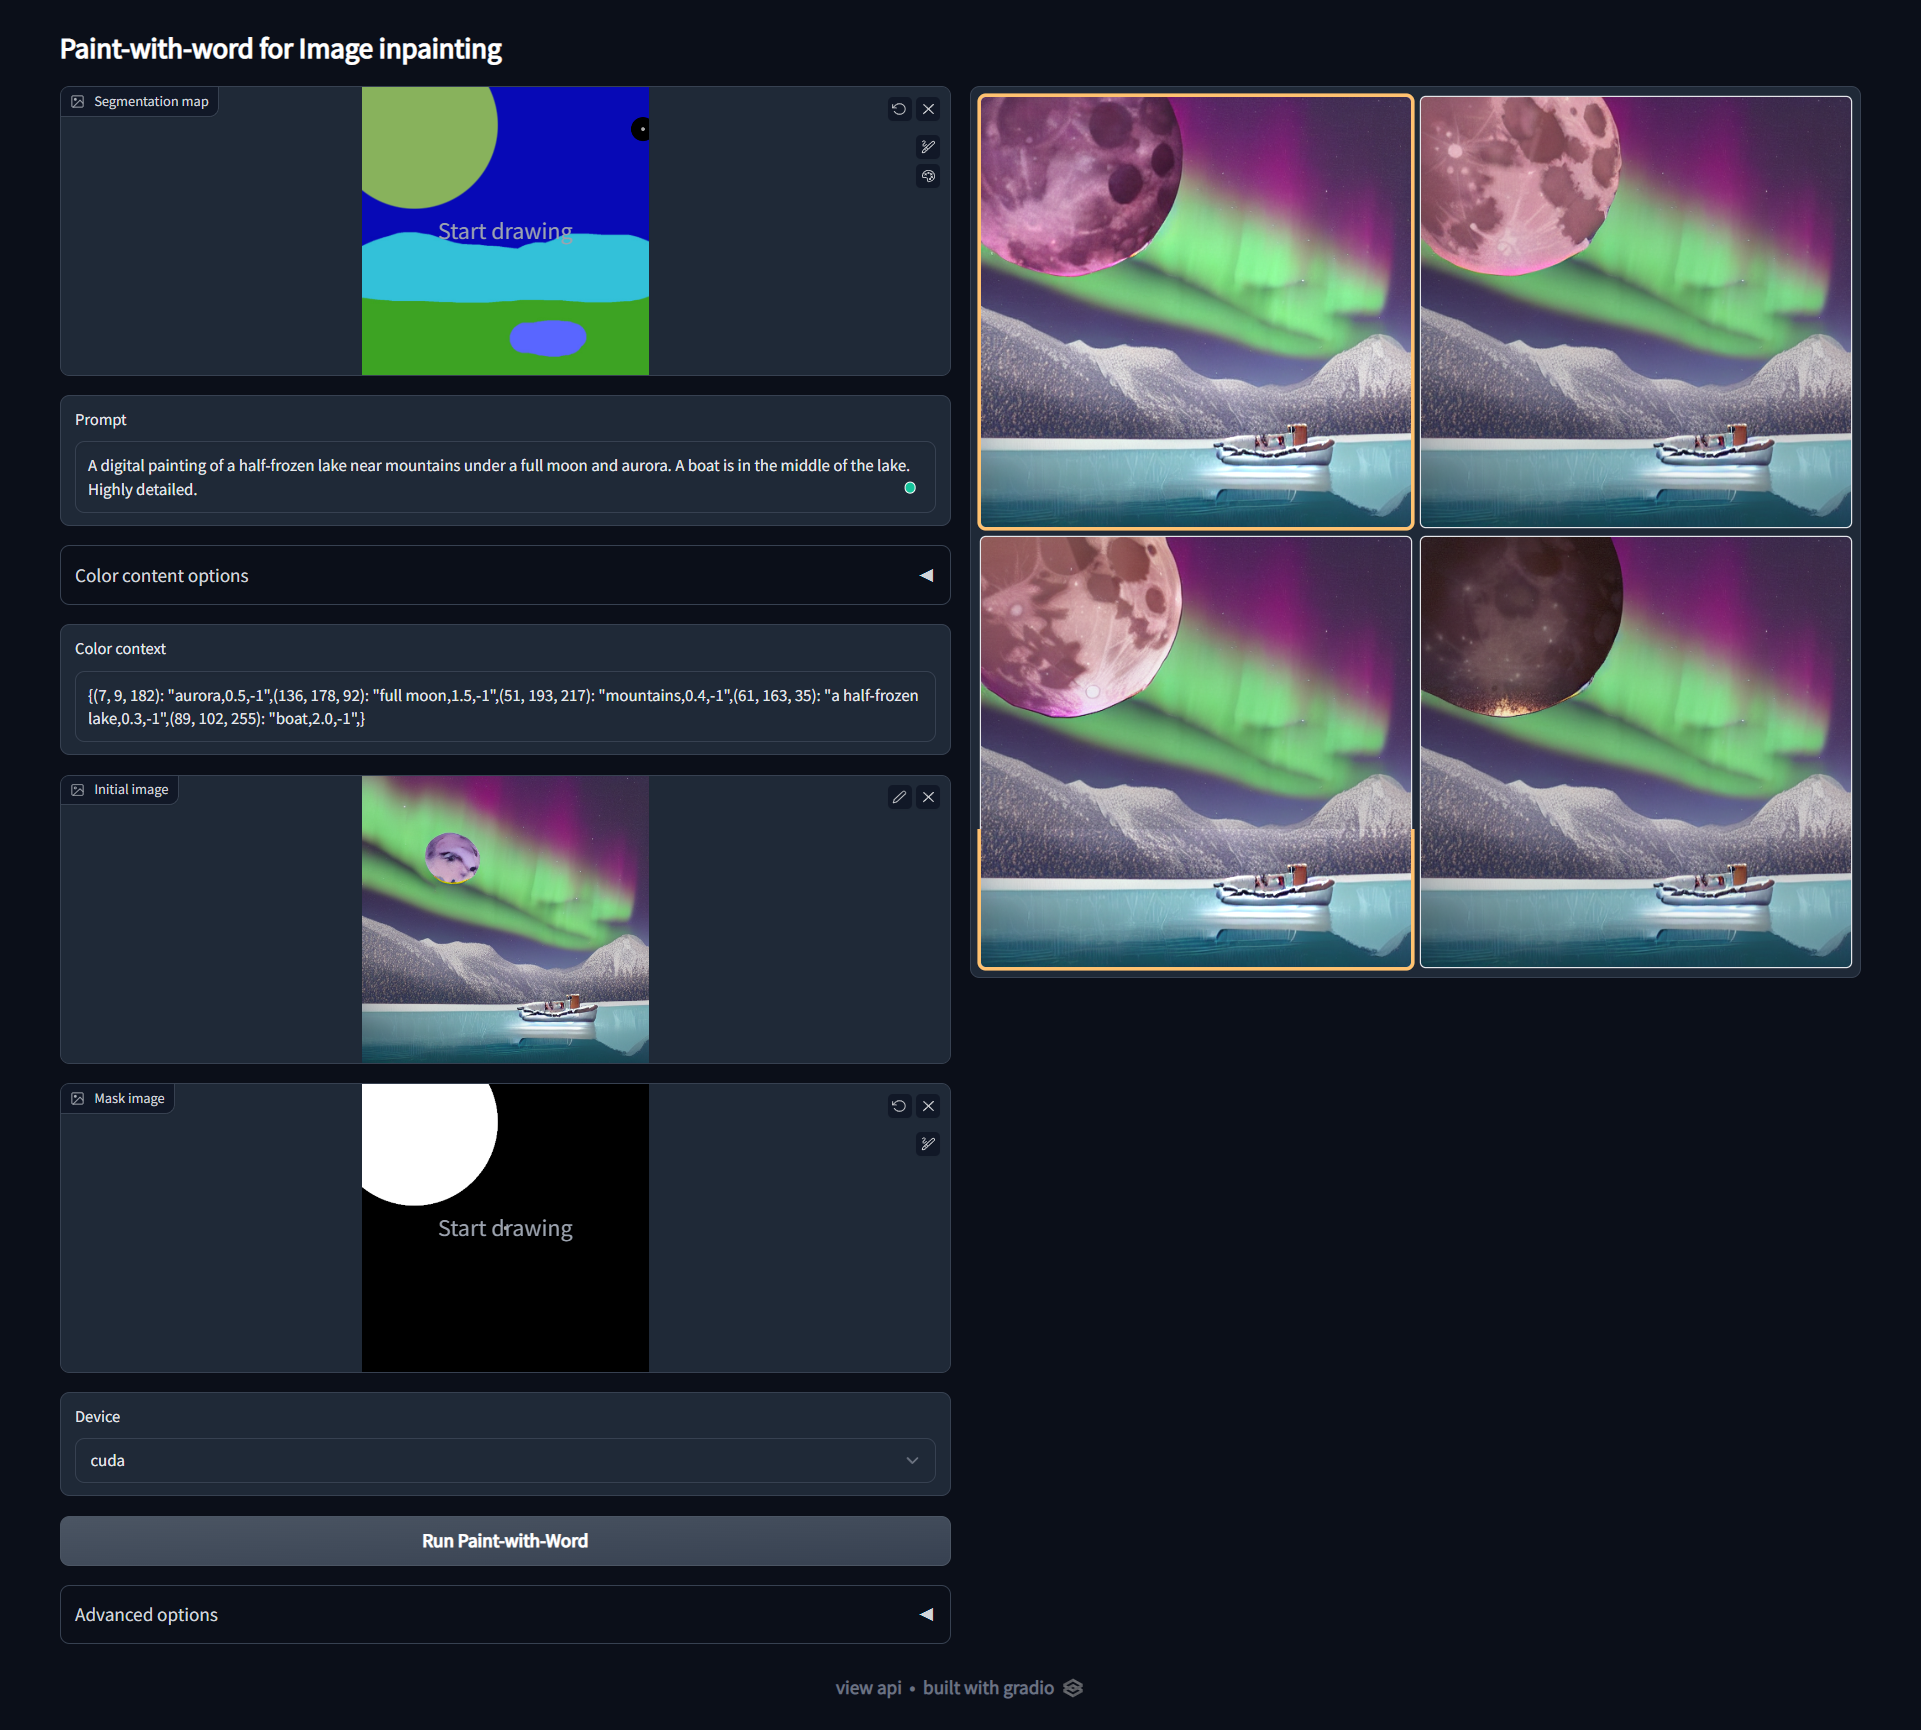 Paint-with-word for Image inpainting
Segmentation map
Start drawing
Prompt
A digital painting of a half-frozen lake near mountains under a full moon and aurora. A boat is in the middle of the lake.
Highly detailed.
Color content options
Color context
{(7, 9, 182): "aurora,0.5,-1",(136, 178, 92): "full moon,1.5,-1",(51, 193, 217): "mountains,0.4,-1",(61, 163, 35): "a half-frozen
lake,0.3,-1",(89, 102, 255): "boat,2.0,-1",}
Initial image
Mask image
Start drawing
Device
cuda
Run Paint-with-Word
Advanced options
view api • built with gradio